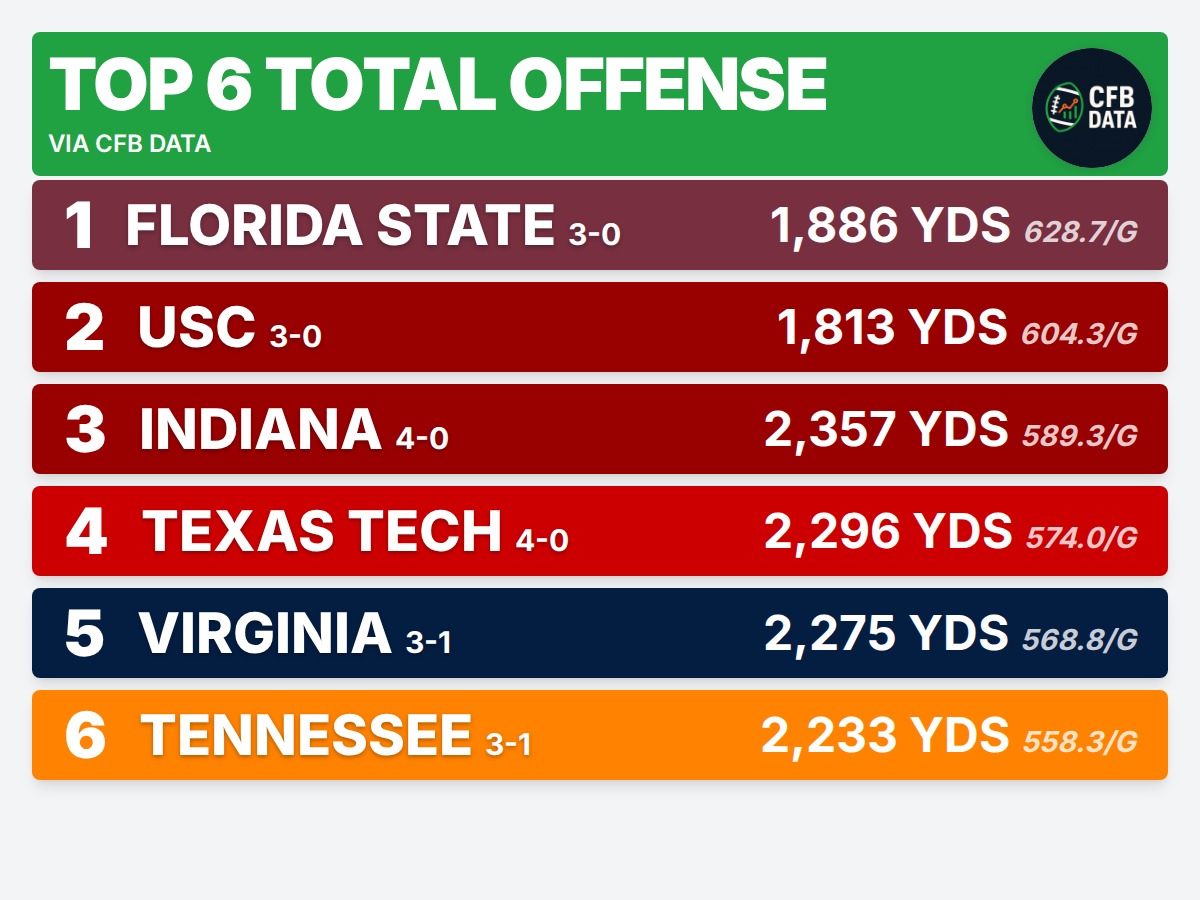 TOP 6 TOTAL OFFENSE
VIA CFB DATA
CFB
DATA
1 FLORIDA STATE 3-0 1,886 YDS 628.7/G
2 USC 3-0 1,813 YDS 604.3/G
3 INDIANA 4-0 2,357 YDS 589.3/G
4 TEXAS TECH 4-0 2,296 YDS 574.0/G
5 VIRGINIA 3-1 2,275 YDS 568.8/G
6 TENNESSEE 3-1 2,233 YDS 558.3/G